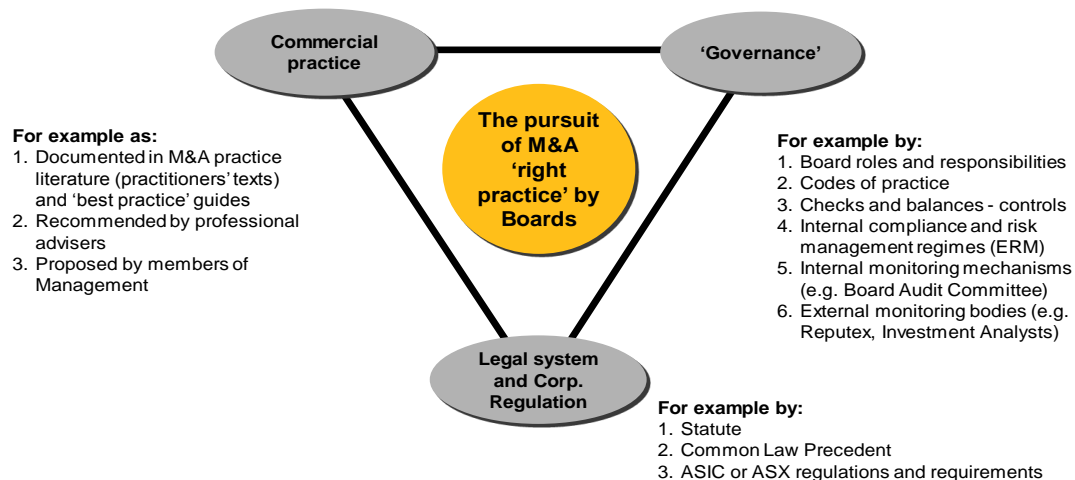 Commercial
practice
‘Governance’
The pursuit
of M&A
‘right
practice’ by
Boards
For example as:
1. Documented in M&A practice
literature (practitioners’ texts)
and ‘best practice’ guides
2. Recommended by professional
advisers
3. Proposed by members of
Management
For example by:
1. Board roles and responsibilities
2. Codes of practice
3. Checks and balances - controls
4. Internal compliance and risk
management regimes (ERM)
5. Internal monitoring mechanisms
(e.g. Board Audit Committee)
6. External monitoring bodies (e.g.
Reputex, Investment Analysts)
Legal system
and Corp.
Regulation
For example by:
1. Statute
2. Common Law Precedent
3. ASIC or ASX regulations and requirements